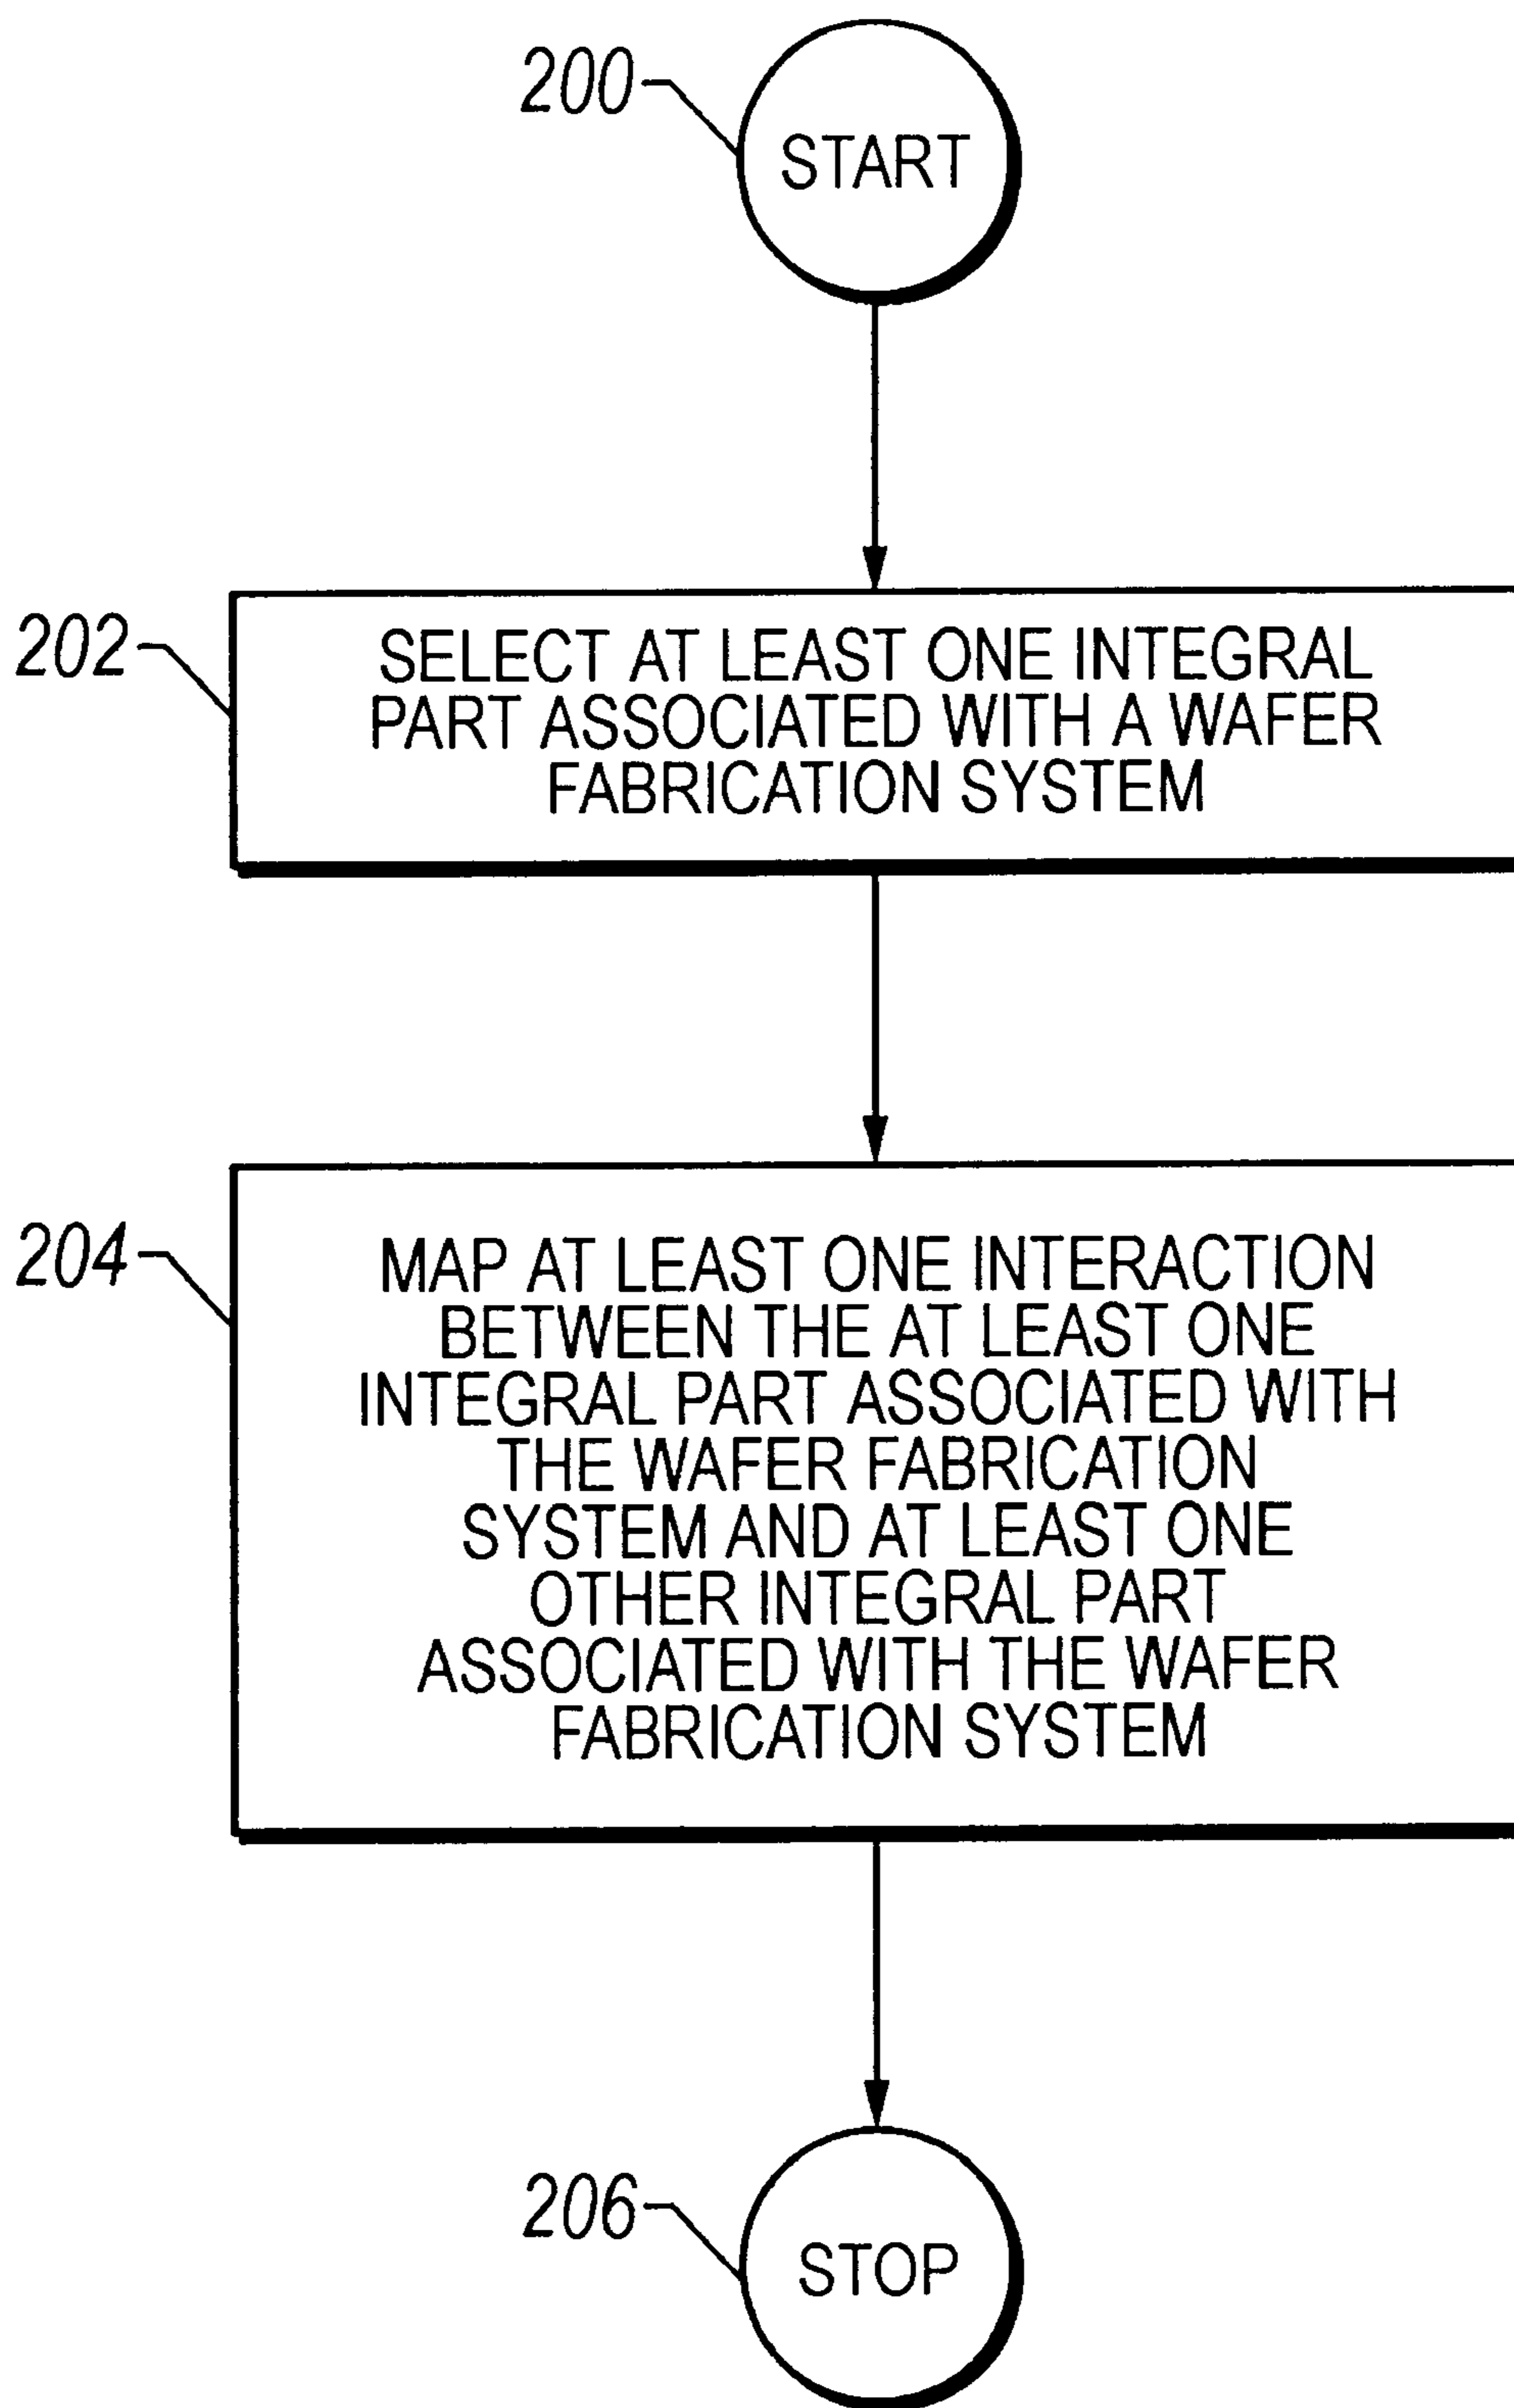 200
START
202
SELECT AT LEAST ONE INTEGRAL
PART ASSOCIATED WITH A WAFER
FABRICATION SYSTEM
204
MAP AT LEAST ONE INTERACTION
BETWEEN THE AT LEAST ONE
INTEGRAL PART ASSOCIATED WITH
THE WAFER FABRICATION
SYSTEM AND AT LEAST ONE
OTHER INTEGRAL PART
ASSOCIATED WITH THE WAFER
FABRICATION SYSTEM
206
STOP